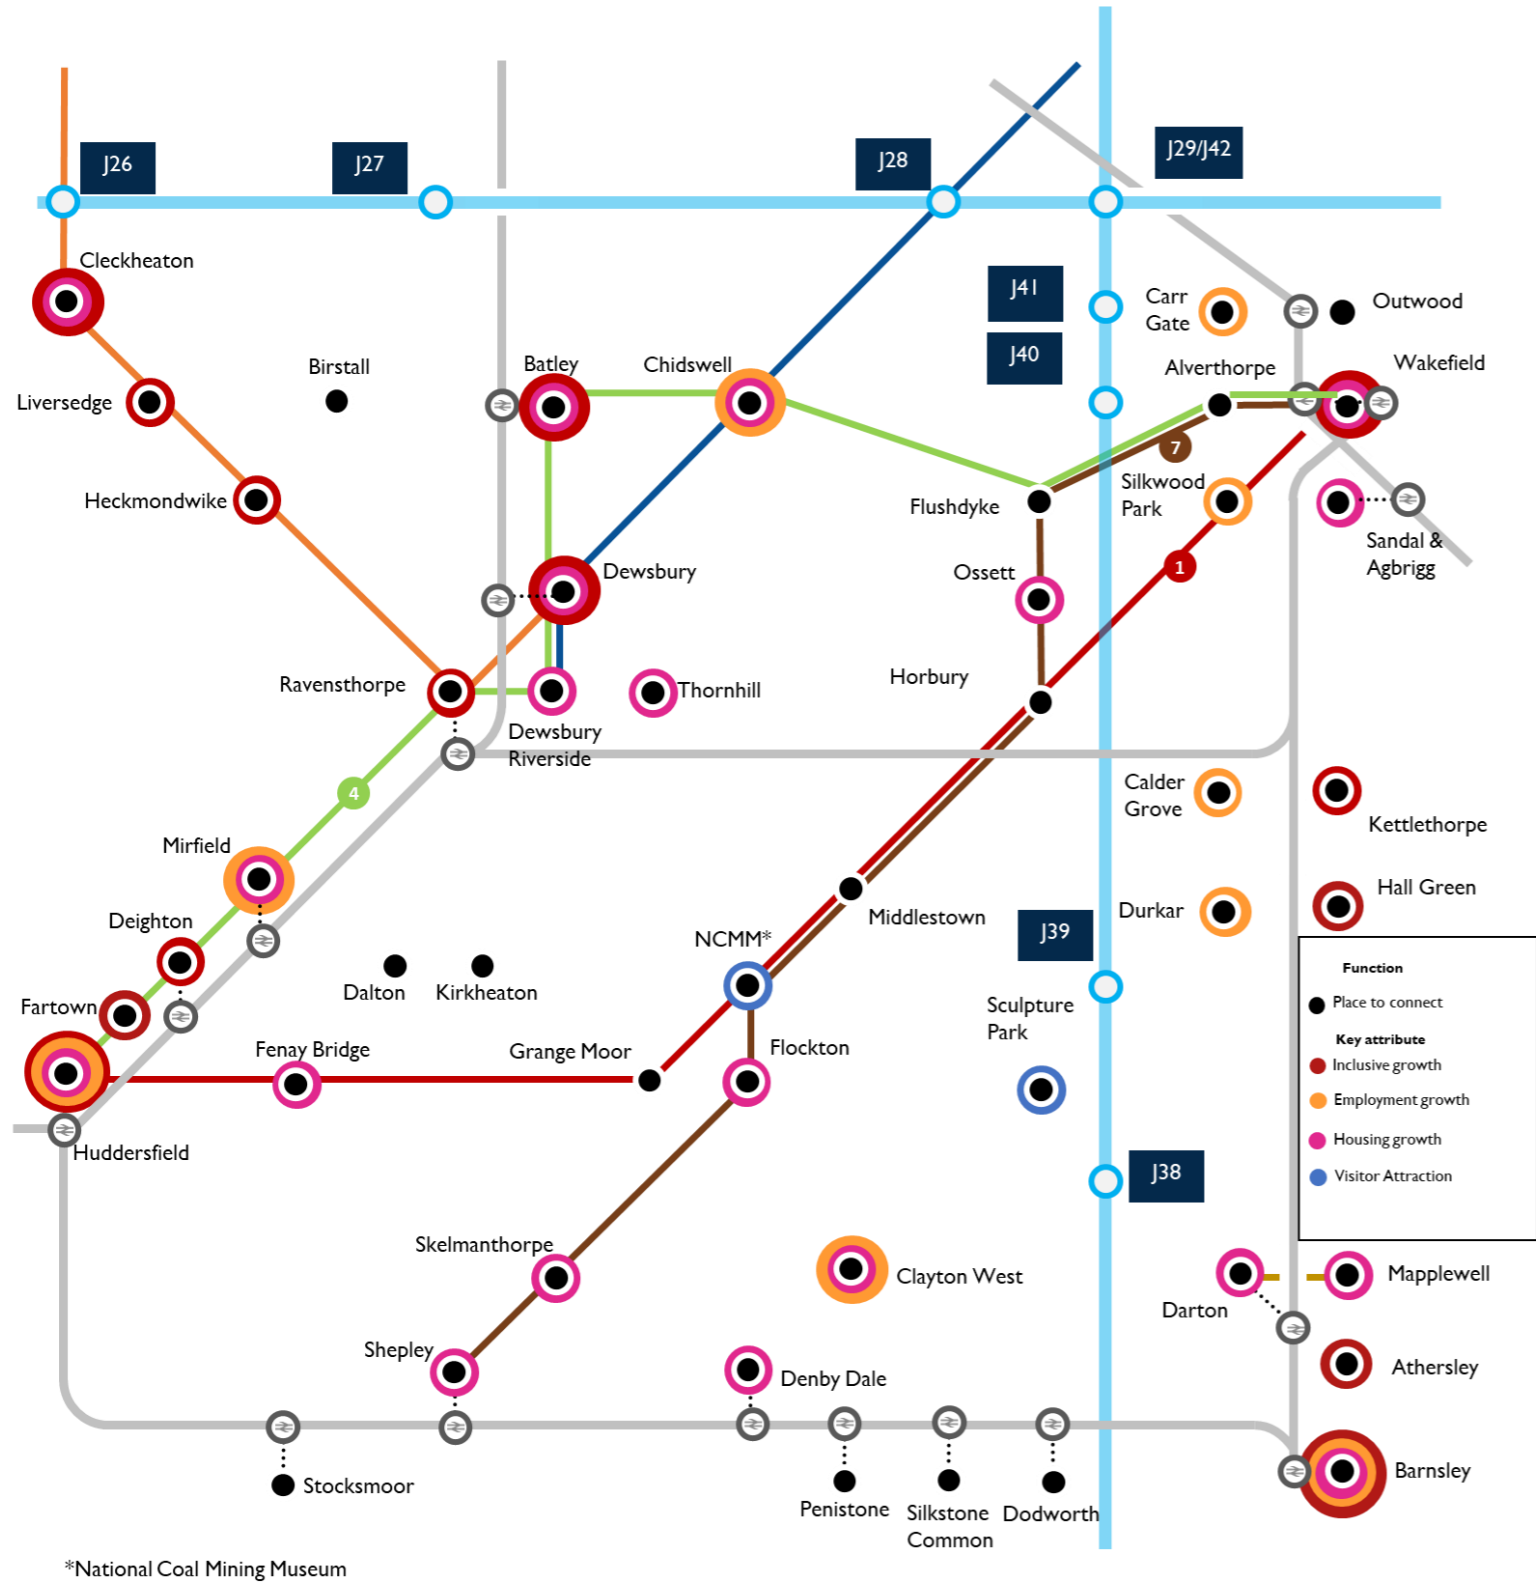 J26
J27
J28
J29/J42
Cleckheaton
J41
Carr
Gate
Outwood
J40
Birstall
Batley
Chidswell
Alverthorpe
Wakefield
Liversedge
7
Heckmondwike
Flushdyke
Silkwood
Park
Sandal &
Agbrigg
Dewsbury
Ossett
1
Ravensthorpe
Horbury
Thornhill
Dewsbury
Riverside
4
Calder
Grove
Kettlethorpe
Mirfield
Deighton
Middlestown
Durkar
Hall Green
NCMM*
J39
Dalton
Kirkheaton
Fartown
Sculpture
Park
Fenay Bridge
Grange Moor
Flockton
Huddersfield
Function
Place to connect
Key attribute
Inclusive growth
Employment growth
Housing growth
Visitor Attraction
J38
Skelmanthorpe
Clayton West
Darton
Mapplewell
Shepley
Denby Dale
Athersley
Stocksmoor
Penistone
Silkstone
Common
Dodworth
Barnsley
*National Coal Mining Museum